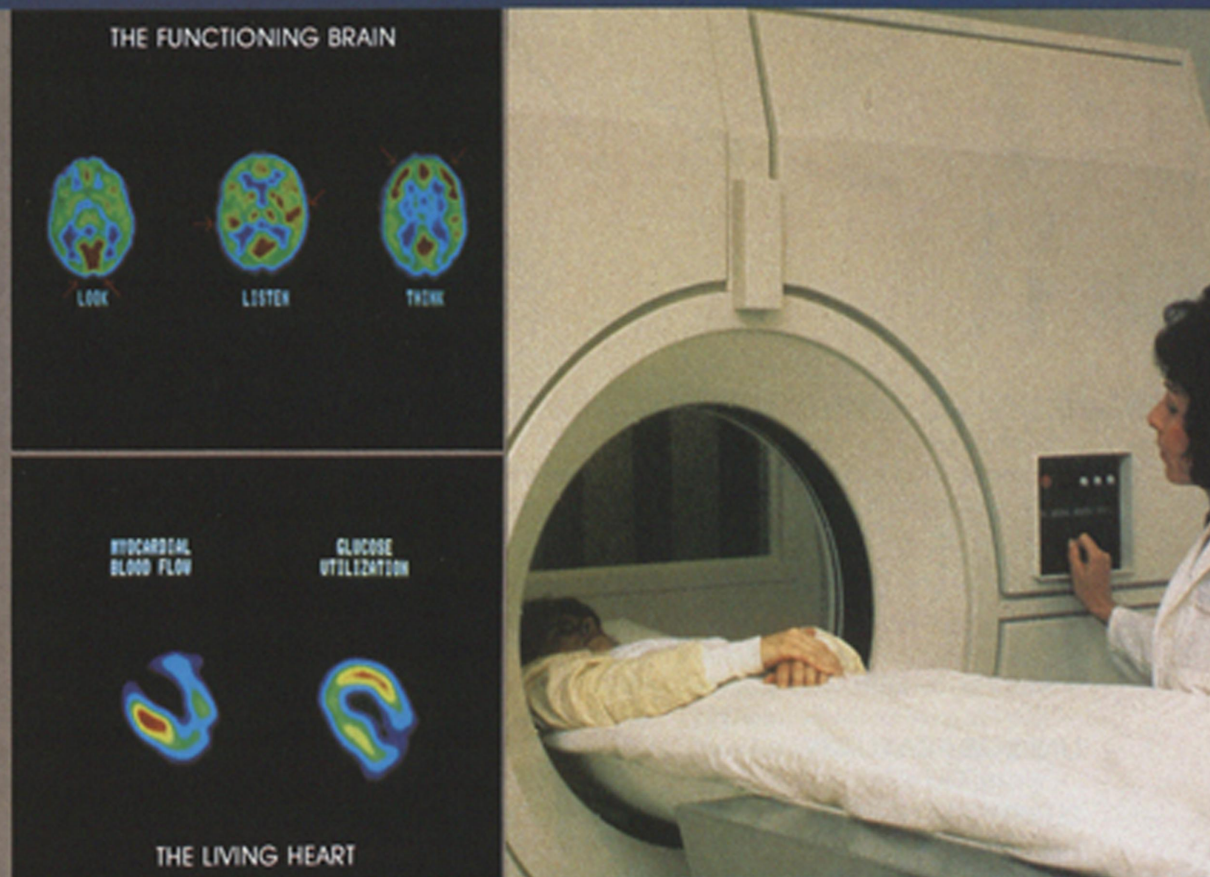 THE FUNCTIONING BRAIN
LOOK
LISTEN
THINK
MYOCARDIAL
BLOOD FLOW
GLUCOSE
UTILIZATION
THE LIVING HEART